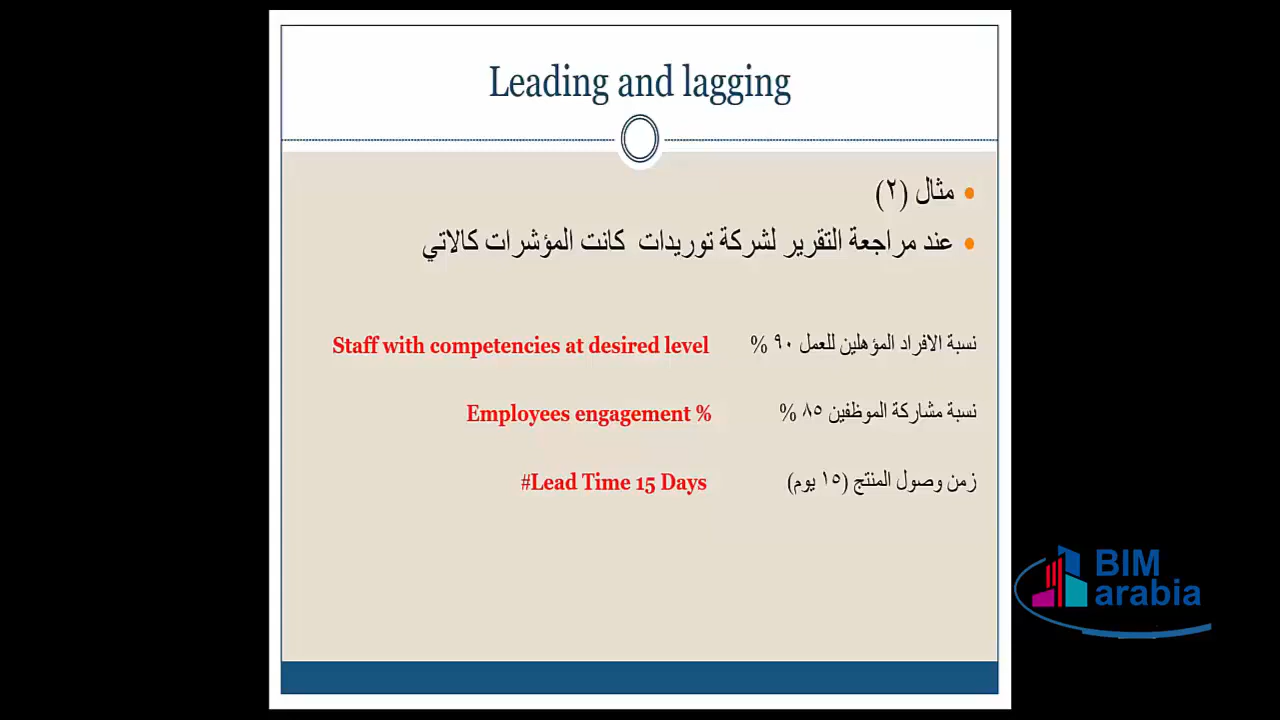 Leading and lagging
مثال (٢)
عند مراجعة التقرير لشركة توريدات كانت المؤشرات كالاتي
نسبة الافراد المؤهلين للعمل ٩٠ % Staff with competencies at desired level
نسبة مشاركة الموظفين ٨٥ % Employees engagement %
زمن وصول المنتج (١٥ يوم) #Lead Time 15 Days
BIM
arabia